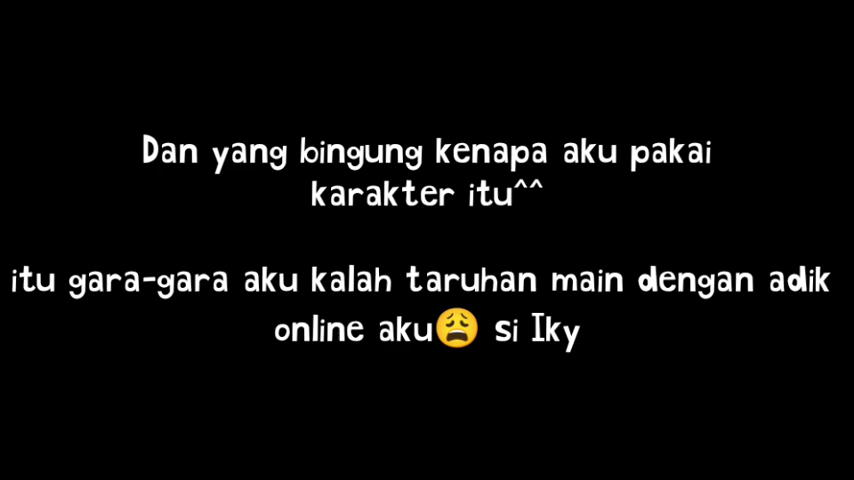 Dan yang bingung kenapa aku pakai
karakter itu^^
itu gara-gara aku kalah taruhan main dengan adik
online aku😩 si Iky